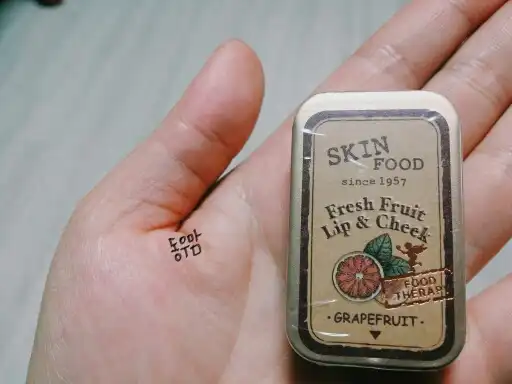 SKIN
FOOD
since 1957
Fresh Fruit
Lip & Cheek
FOOD
THERAPY
·GRAPEFRUIT·